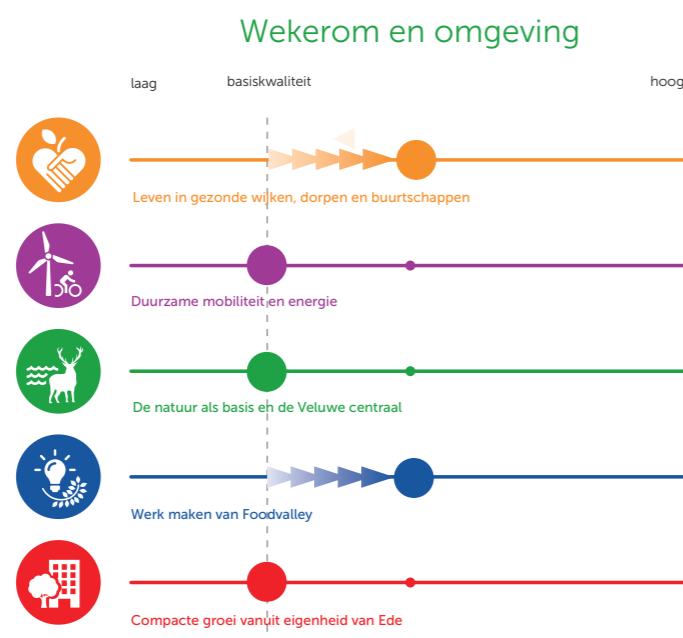 Wekerom en omgeving
laag basiskwaliteit hoog
Leven in gezonde wijken, dorpen en buurtschappen
Duurzame mobiliteit en energie
De natuur als basis en de Veluwe centraal
Werk maken van Foodvalley
Compacte groei vanuit eigenheid van Ede